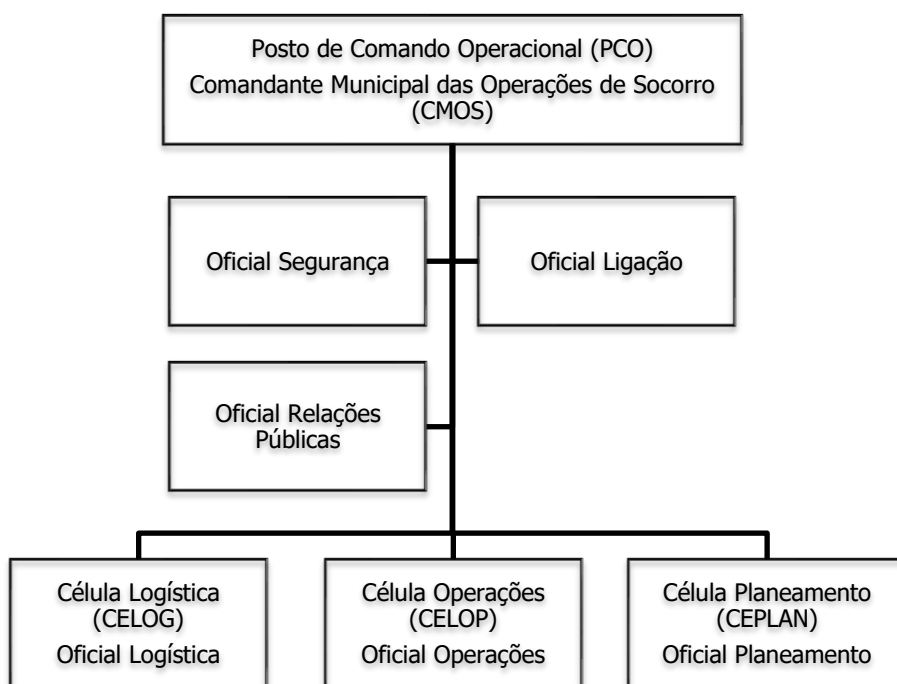 Posto de Comando Operacional (PCO)
Comandante Municipal das Operações de Socorro
(CMOS)
Oficial Segurança
Oficial Ligação
Oficial Relações
Públicas
Célula Logística
(CELOG)
Oficial Logística
Célula Operações
(CELOP)
Oficial Operações
Célula Planeamento
(CEPLAN)
Oficial Planeamento